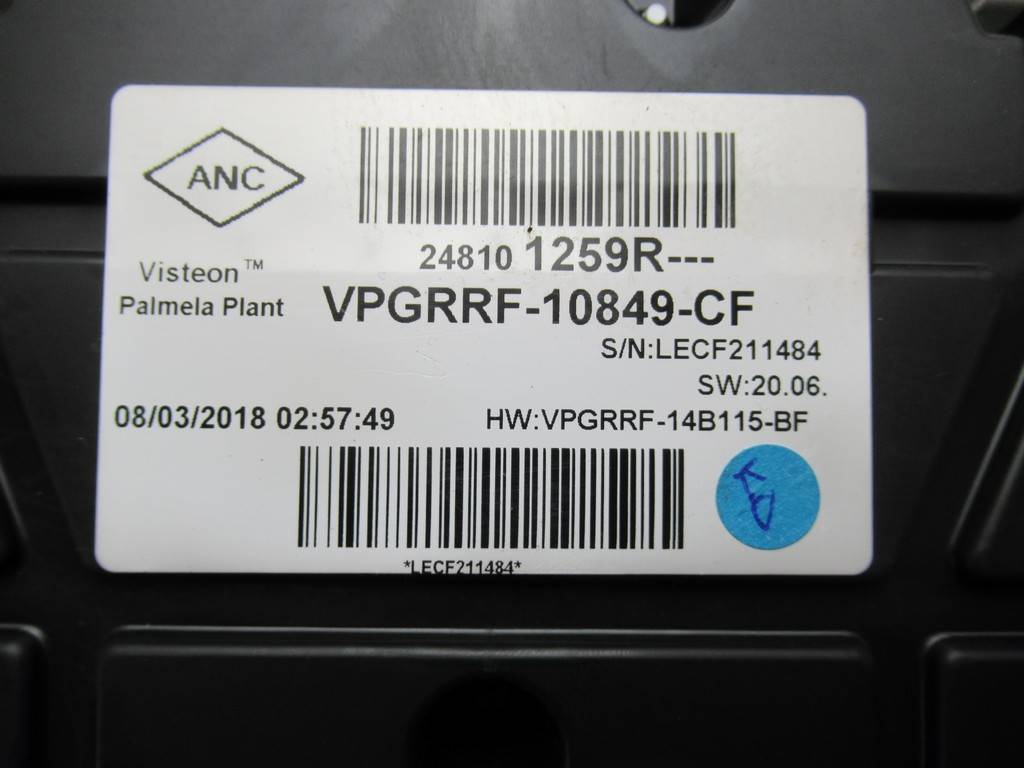 ANC
24810 1259R---
Visteon™
Palmela Plant
VPGRRF-10849-CF
S/N:LECF211484
SW:20.06.
08/03/2018 02:57:49
HW:VPGRRF-14B115-BF
*LECF211484*